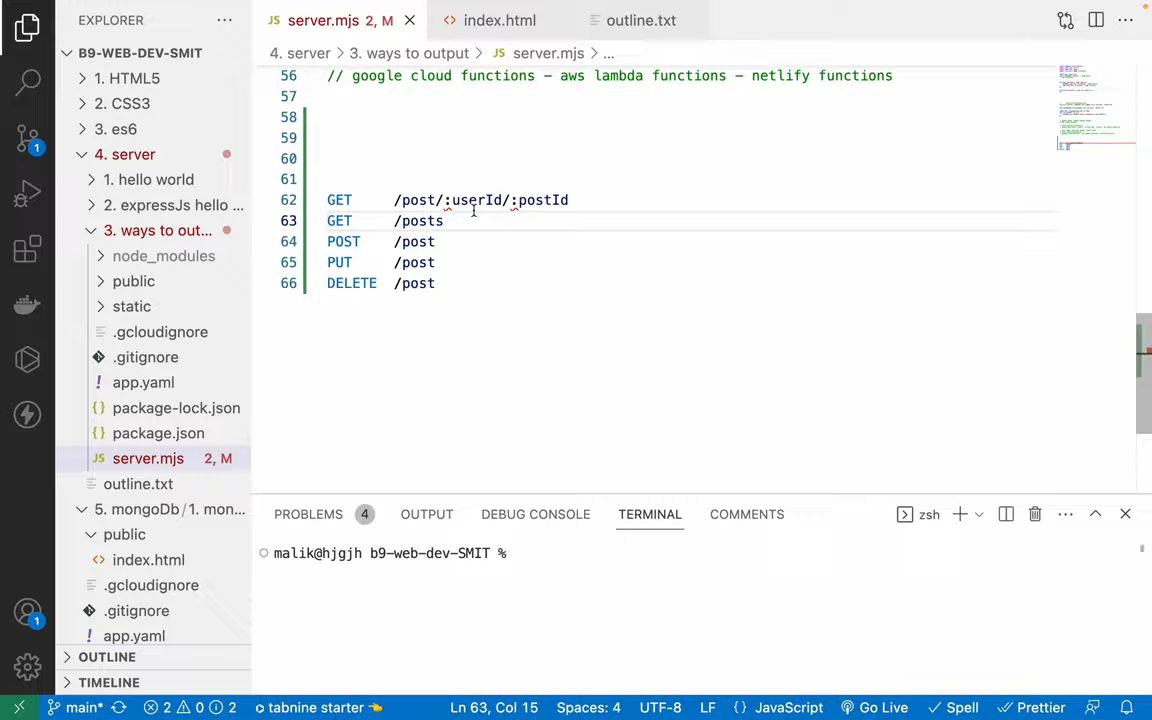 EXPLORER
B9-WEB-DEV-SMIT
1. HTML5
2. CSS3
3. es6
4. server
1. hello world
2. expressJs hello ...
3. ways to out...
node_modules
public
static
.gcloudignore
.gitignore
app.yaml
package-lock.json
package.json
JS server.mjs 2, M
outline.txt
5. mongoDb / 1. mon...
public
index.html
.gcloudignore
.gitignore
app.yaml
OUTLINE
TIMELINE
1
1
JS server.mjs 2, M
index.html
outline.txt
4. server > 3. ways to output > JS server.mjs > ...
56 // google cloud functions - aws lambda functions - netlify functions
57
58
59
60
61
62 GET /post/:userId/:postId
63 GET /posts
64 POST /post
65 PUT /post
66 DELETE /post
PROBLEMS 4 OUTPUT DEBUG CONSOLE TERMINAL COMMENTS zsh
malik@hjgjh b9-web-dev-SMIT %
main* 2 0 2 tabnine starter Ln 63, Col 15 Spaces: 4 UTF-8 LF {} JavaScript Go Live Spell Prettier